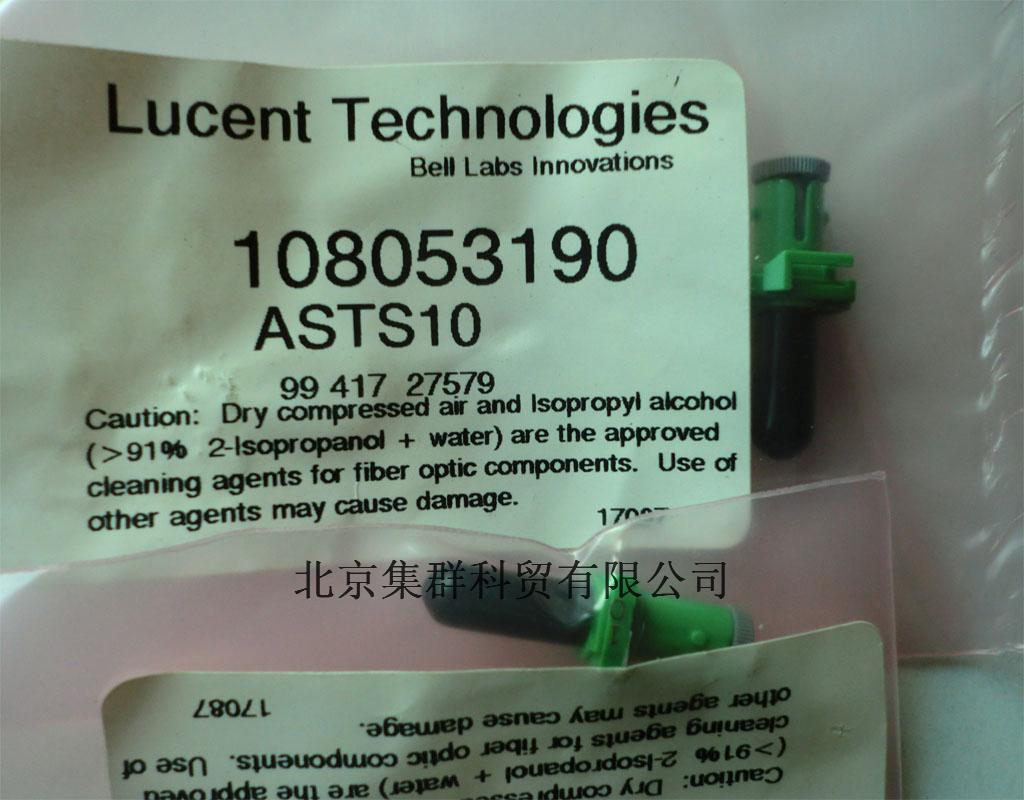 Lucent Technologies
Bell Labs Innovations
108053190
ASTS10
99 417 27579
Caution: Dry compressed air and Isopropyl alcohol
(>91% 2-Isopropanol + water) are the approved
cleaning agents for fiber optic components. Use of
other agents may cause damage.
北京集群科贸有限公司
Caution: Dry
(>91% 2-Isopropanol + water) are the approved
cleaning agents for fiber optic components. Use of
other agents may cause damage.
17087